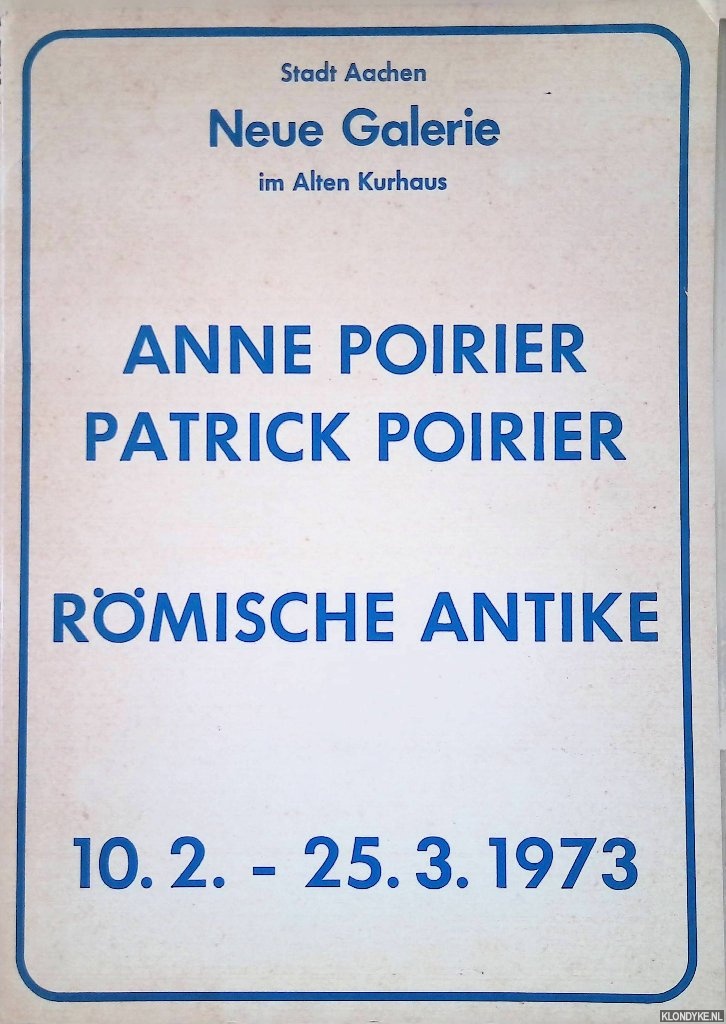 Stadt Aachen
Neue Galerie
im Alten Kurhaus
ANNE POIRIER
PATRICK POIRIER
RÖMISCHE ANTIKE
10. 2. - 25. 3. 1973
KLONDYKE.NL